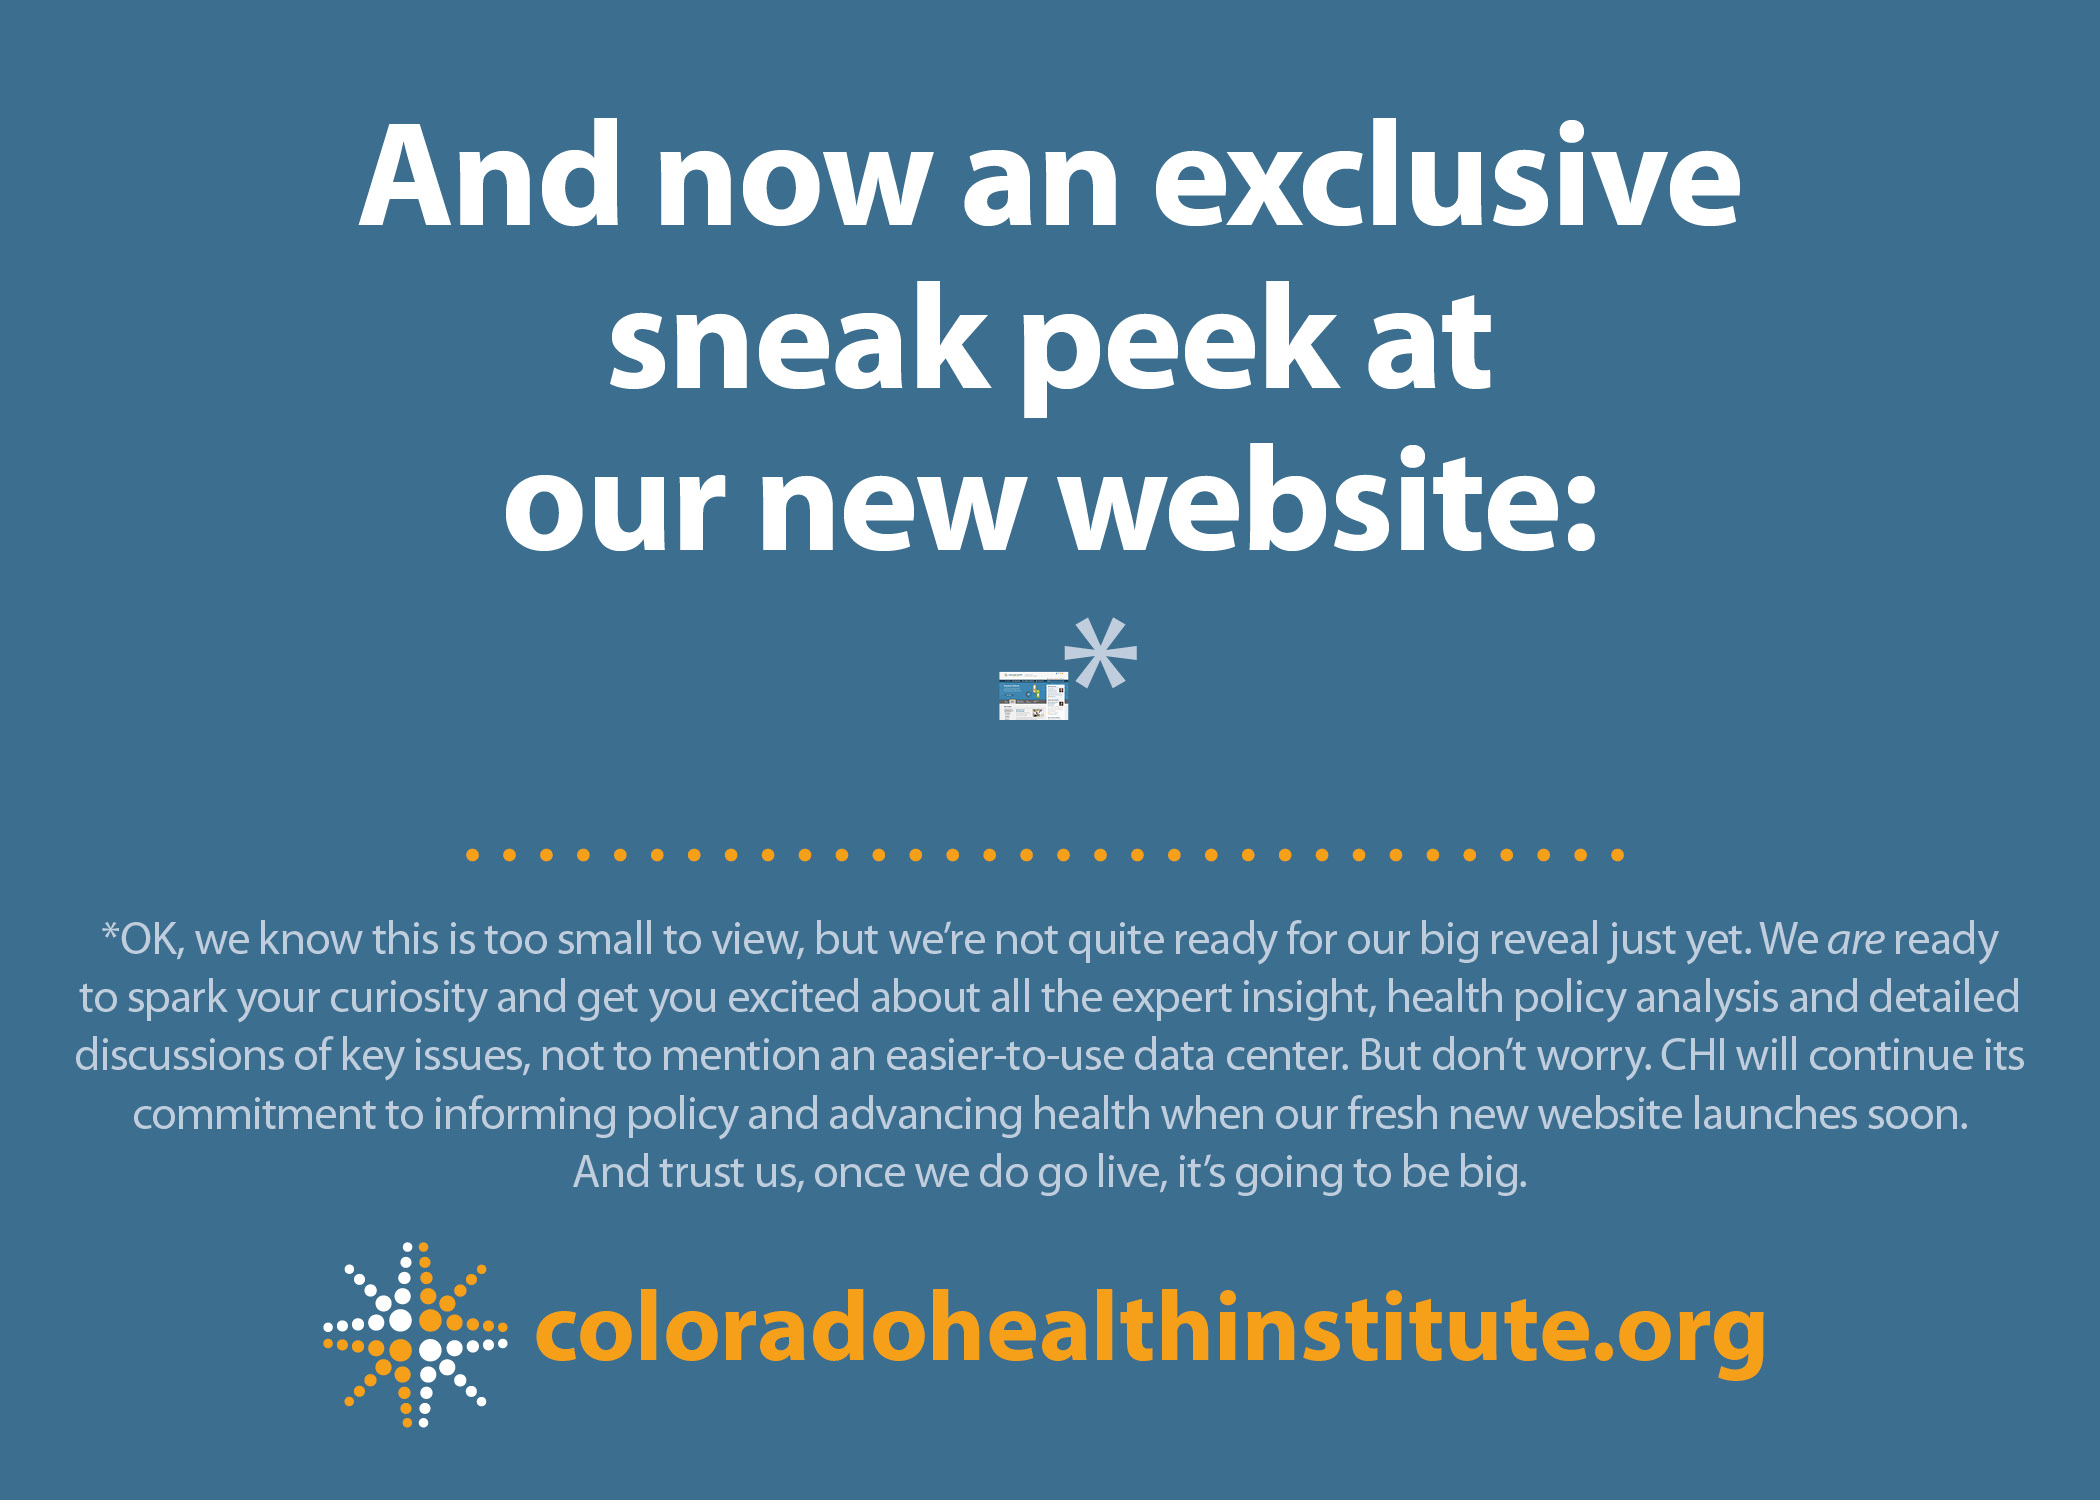 And now an exclusive
sneak peek at
our new website:
*
*OK, we know this is too small to view, but we’re not quite ready for our big reveal just yet. We are ready
to spark your curiosity and get you excited about all the expert insight, health policy analysis and detailed
discussions of key issues, not to mention an easier-to-use data center. But don’t worry. CHI will continue its
commitment to informing policy and advancing health when our fresh new website launches soon.
And trust us, once we do go live, it’s going to be big.
coloradohealthinstitute.org